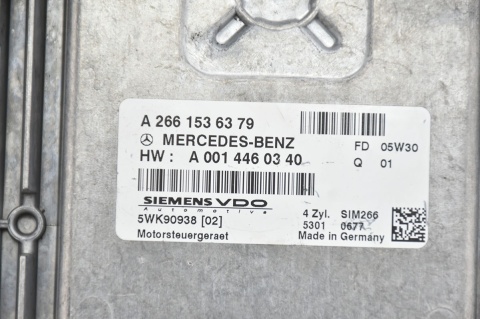 A 266 153 63 79
MERCEDES-BENZ
FD 05W30
HW : A 001 446 03 40
Q 01
SIEMENS VDO
Automotive
5WK90938 [02]
4 Zyl. SIM266
5301 0677
Motorsteuergeraet
Made in Germany